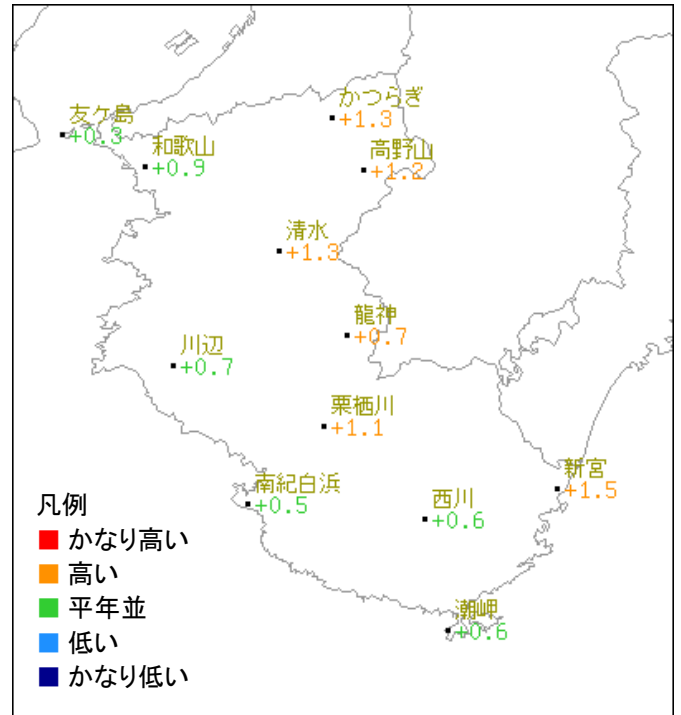 かつらぎ
+1.3
友ケ島
+0.3
和歌山
+0.9
高野山
+1.2
清水
+1.3
龍神
+0.7
川辺
+0.7
栗栖川
+1.1
新宮
+1.5
南紀白浜
+0.5
西川
+0.6
潮岬
+0.6
凡例
かなり高い
高い
平年並
低い
かなり低い